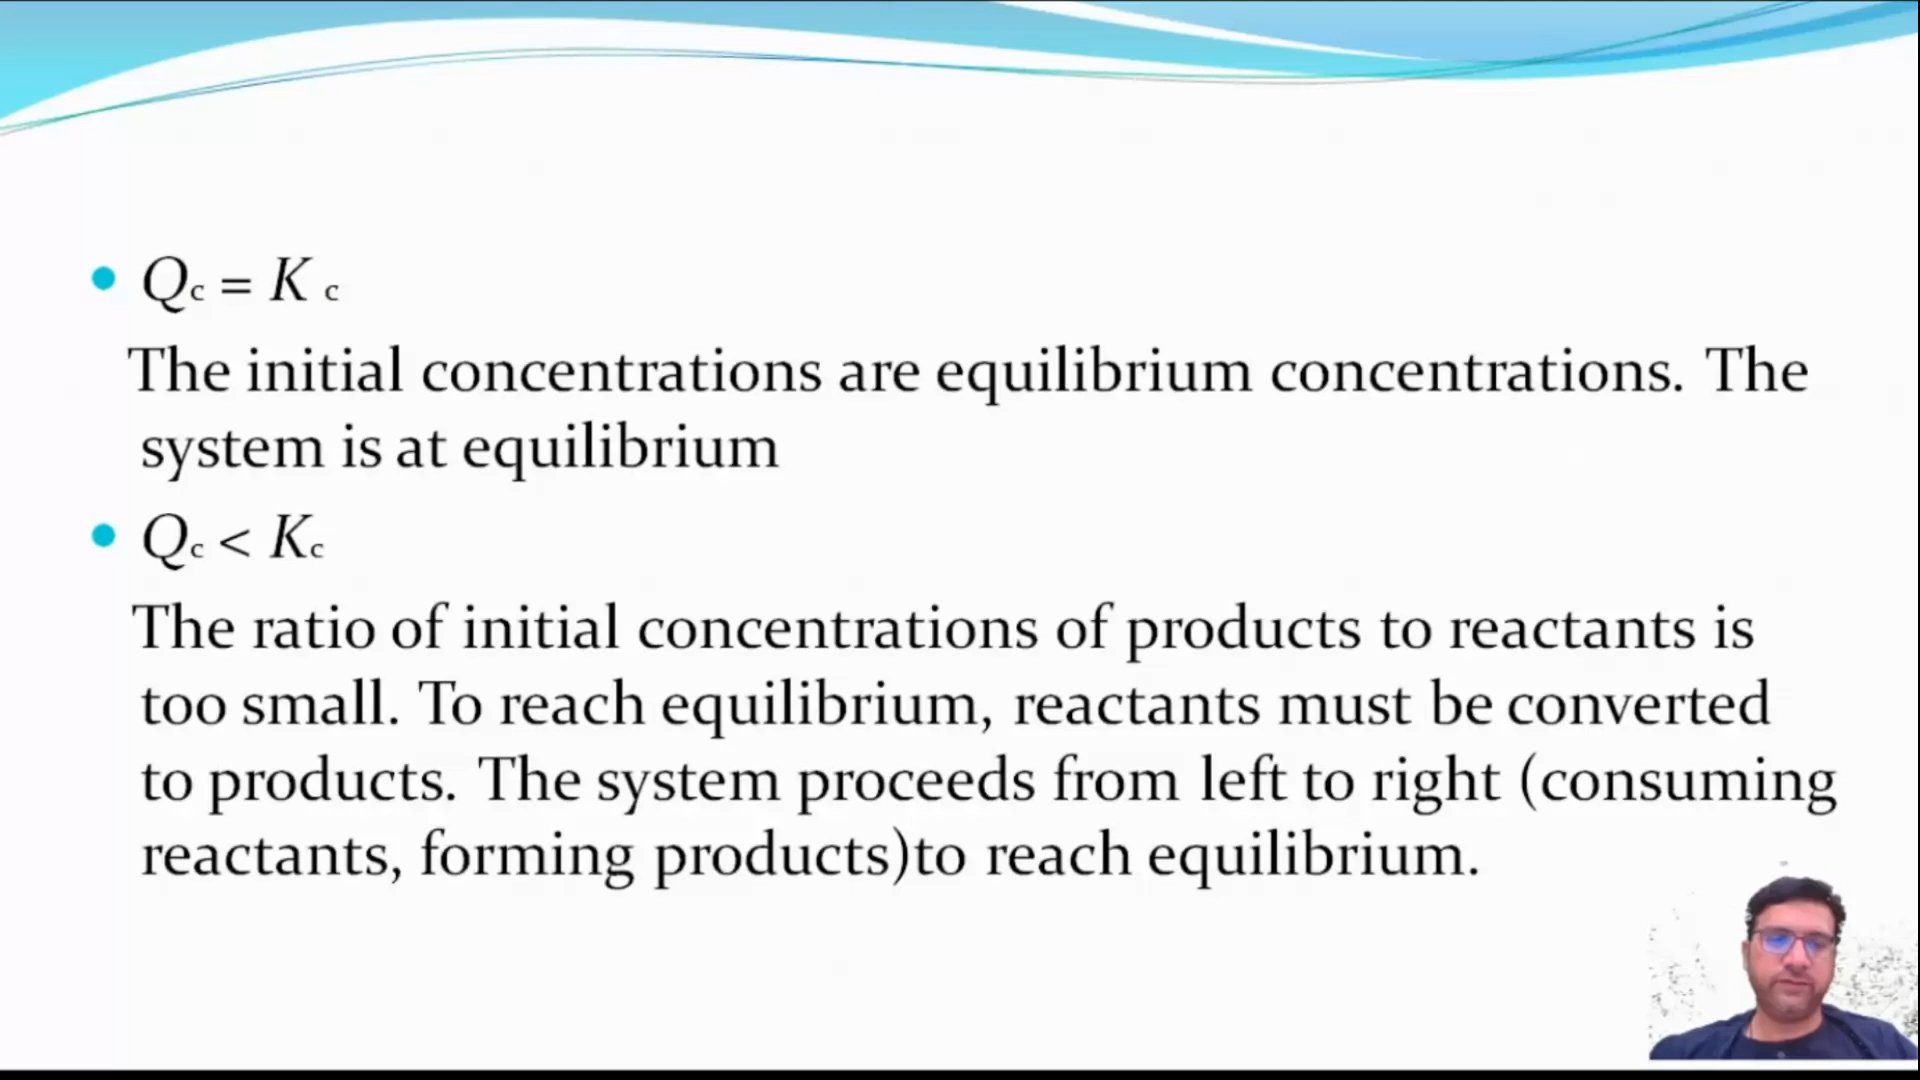 Qc = K c
The initial concentrations are equilibrium concentrations. The
system is at equilibrium
Qc < Kc
The ratio of initial concentrations of products to reactants is
too small. To reach equilibrium, reactants must be converted
to products. The system proceeds from left to right (consuming
reactants, forming products)to reach equilibrium.